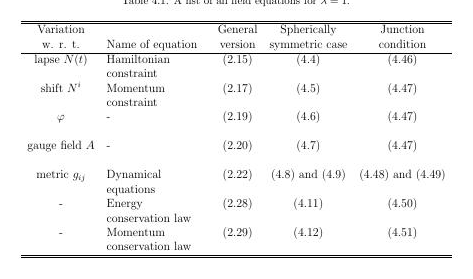 Table 4.1. A list of all field equations for λ = 1.
Variation General Spherically Junction
w. r. t. Name of equation version symmetric case condition
lapse N(t) Hamiltonian (2.15) (4.4) (4.46)
constraint
shift Nⁱ Momentum (2.17) (4.5) (4.47)
constraint
φ - (2.19) (4.6) (4.47)
gauge field A - (2.20) (4.7) (4.47)
metric gᵢⱼ Dynamical (2.22) (4.8) and (4.9) (4.48) and (4.49)
equations
- Energy (2.28) (4.11) (4.50)
conservation law
- Momentum (2.29) (4.12) (4.51)
conservation law